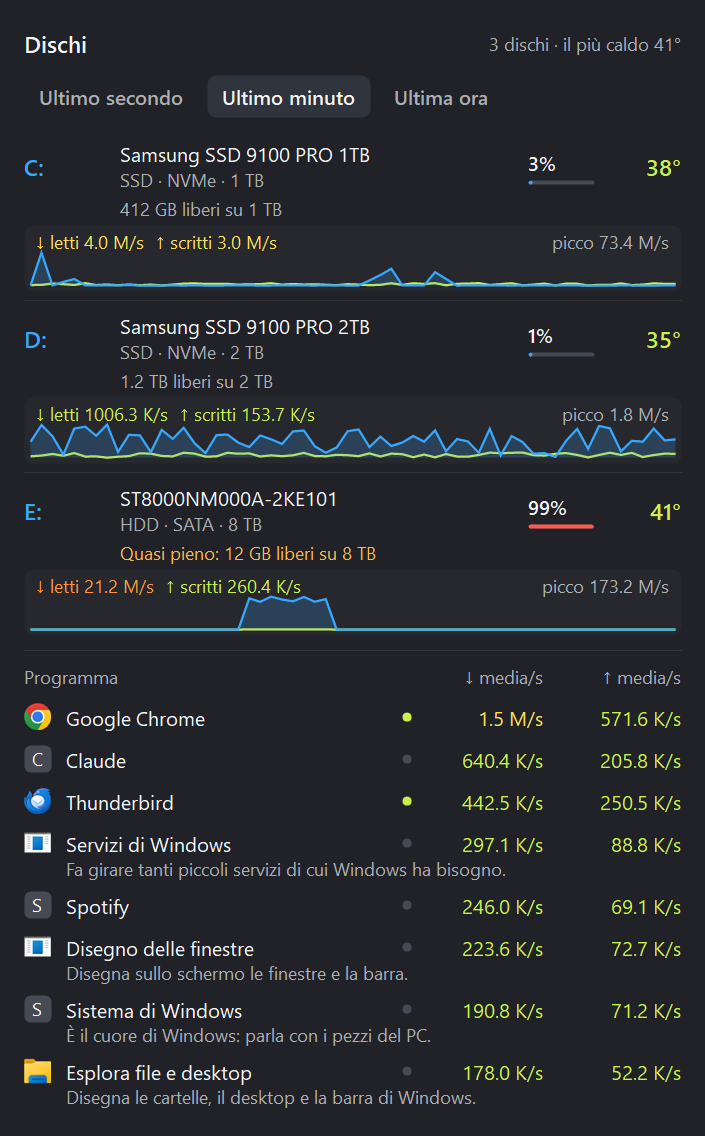 Dischi
3 dischi · il più caldo 41°
Ultimo secondo Ultimo minuto Ultima ora
C:
Samsung SSD 9100 PRO 1TB
SSD · NVMe · 1 TB
412 GB liberi su 1 TB
3%
38°
↓ letti 4.0 M/s ↑ scritti 3.0 M/s picco 73.4 M/s
D:
Samsung SSD 9100 PRO 2TB
SSD · NVMe · 2 TB
1.2 TB liberi su 2 TB
1%
35°
↓ letti 1006.3 K/s ↑ scritti 153.7 K/s picco 1.8 M/s
E:
ST8000NM000A-2KE101
HDD · SATA · 8 TB
Quasi pieno: 12 GB liberi su 8 TB
99%
41°
↓ letti 21.2 M/s ↑ scritti 260.4 K/s picco 173.2 M/s
Programma ↓ media/s ↑ media/s
Google Chrome 1.5 M/s 571.6 K/s
C Claude 640.4 K/s 205.8 K/s
Thunderbird 442.5 K/s 250.5 K/s
Servizi di Windows 297.1 K/s 88.8 K/s
Fa girare tanti piccoli servizi di cui Windows ha bisogno.
S Spotify 246.0 K/s 69.1 K/s
Disegno delle finestre 223.6 K/s 72.7 K/s
Disegna sullo schermo le finestre e la barra.
S Sistema di Windows 190.8 K/s 71.2 K/s
È il cuore di Windows: parla con i pezzi del PC.
Esplora file e desktop 178.0 K/s 52.2 K/s
Disegna le cartelle, il desktop e la barra di Windows.